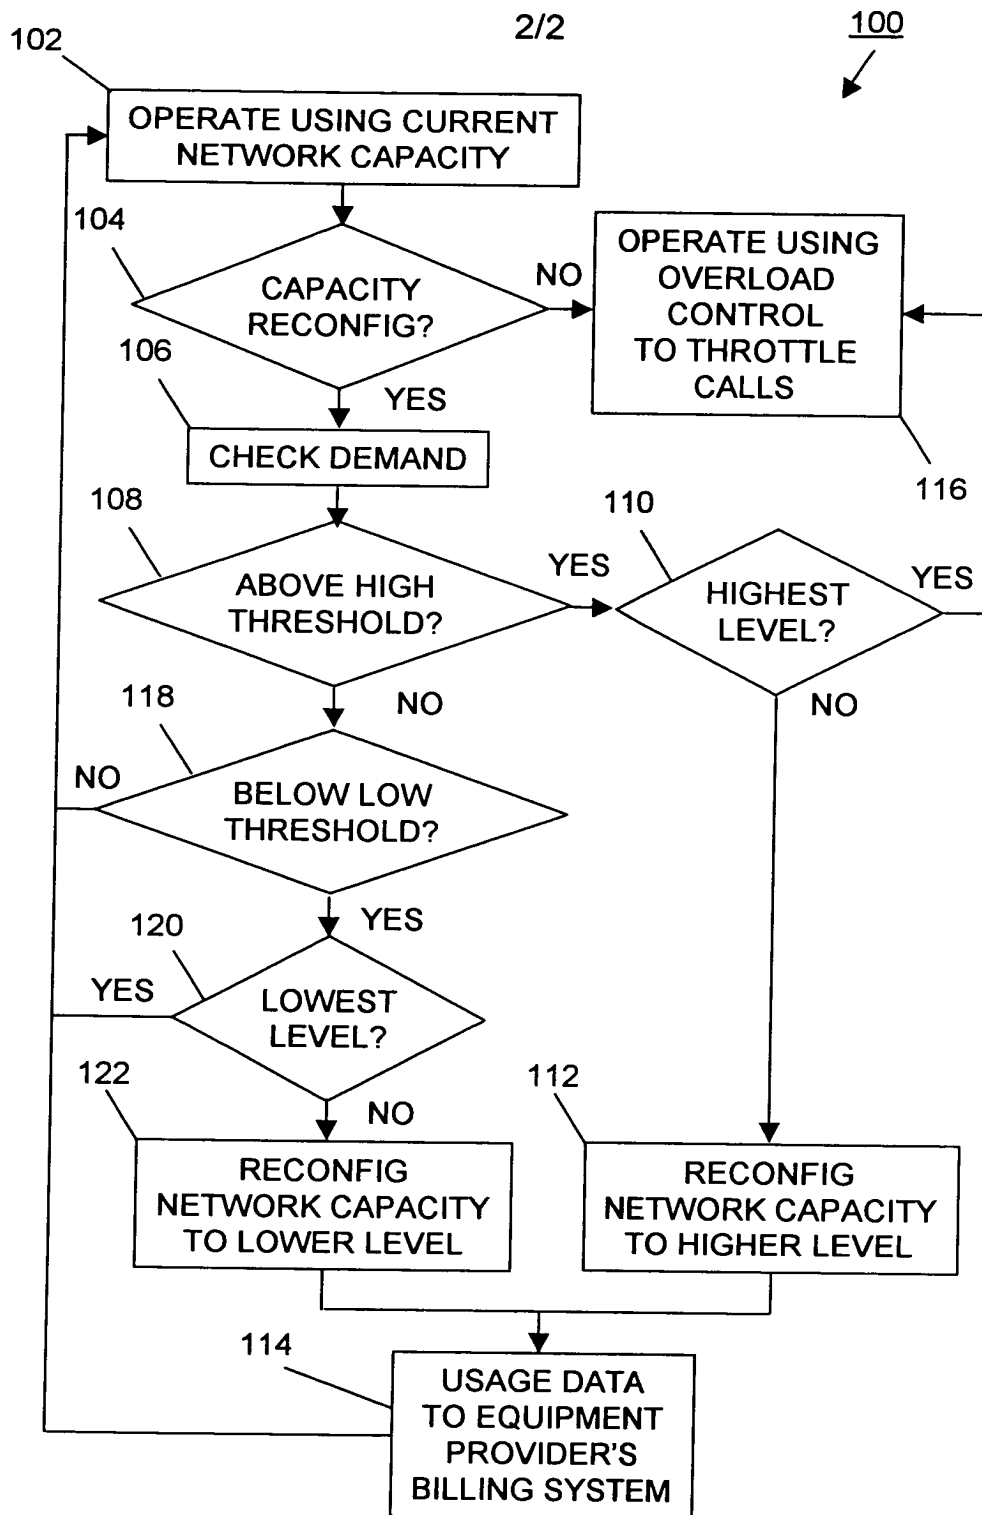 2/2
100
102
OPERATE USING CURRENT
NETWORK CAPACITY
104
CAPACITY
RECONFIG?
NO
OPERATE USING
OVERLOAD
CONTROL
TO THROTTLE
CALLS
116
YES
106
CHECK DEMAND
108
ABOVE HIGH
THRESHOLD?
YES
110
HIGHEST
LEVEL?
YES
NO
NO
118
BELOW LOW
THRESHOLD?
NO
YES
120
LOWEST
LEVEL?
YES
NO
122
RECONFIG
NETWORK CAPACITY
TO LOWER LEVEL
112
RECONFIG
NETWORK CAPACITY
TO HIGHER LEVEL
114
USAGE DATA
TO EQUIPMENT
PROVIDER'S
BILLING SYSTEM